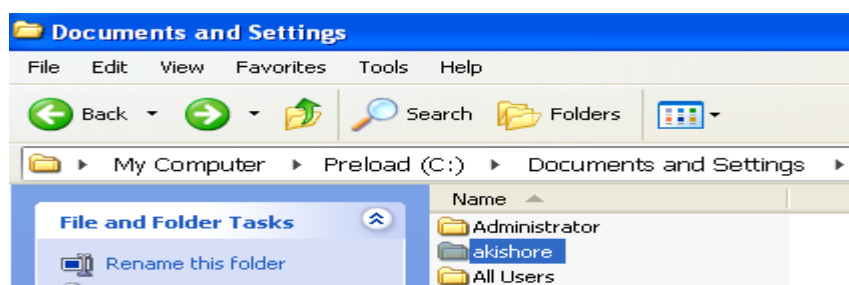 Documents and Settings
File Edit View Favorites Tools Help
Back Search Folders
My Computer Preload (C:) Documents and Settings
Name
File and Folder Tasks
Administrator
Rename this folder
akishore
All Users